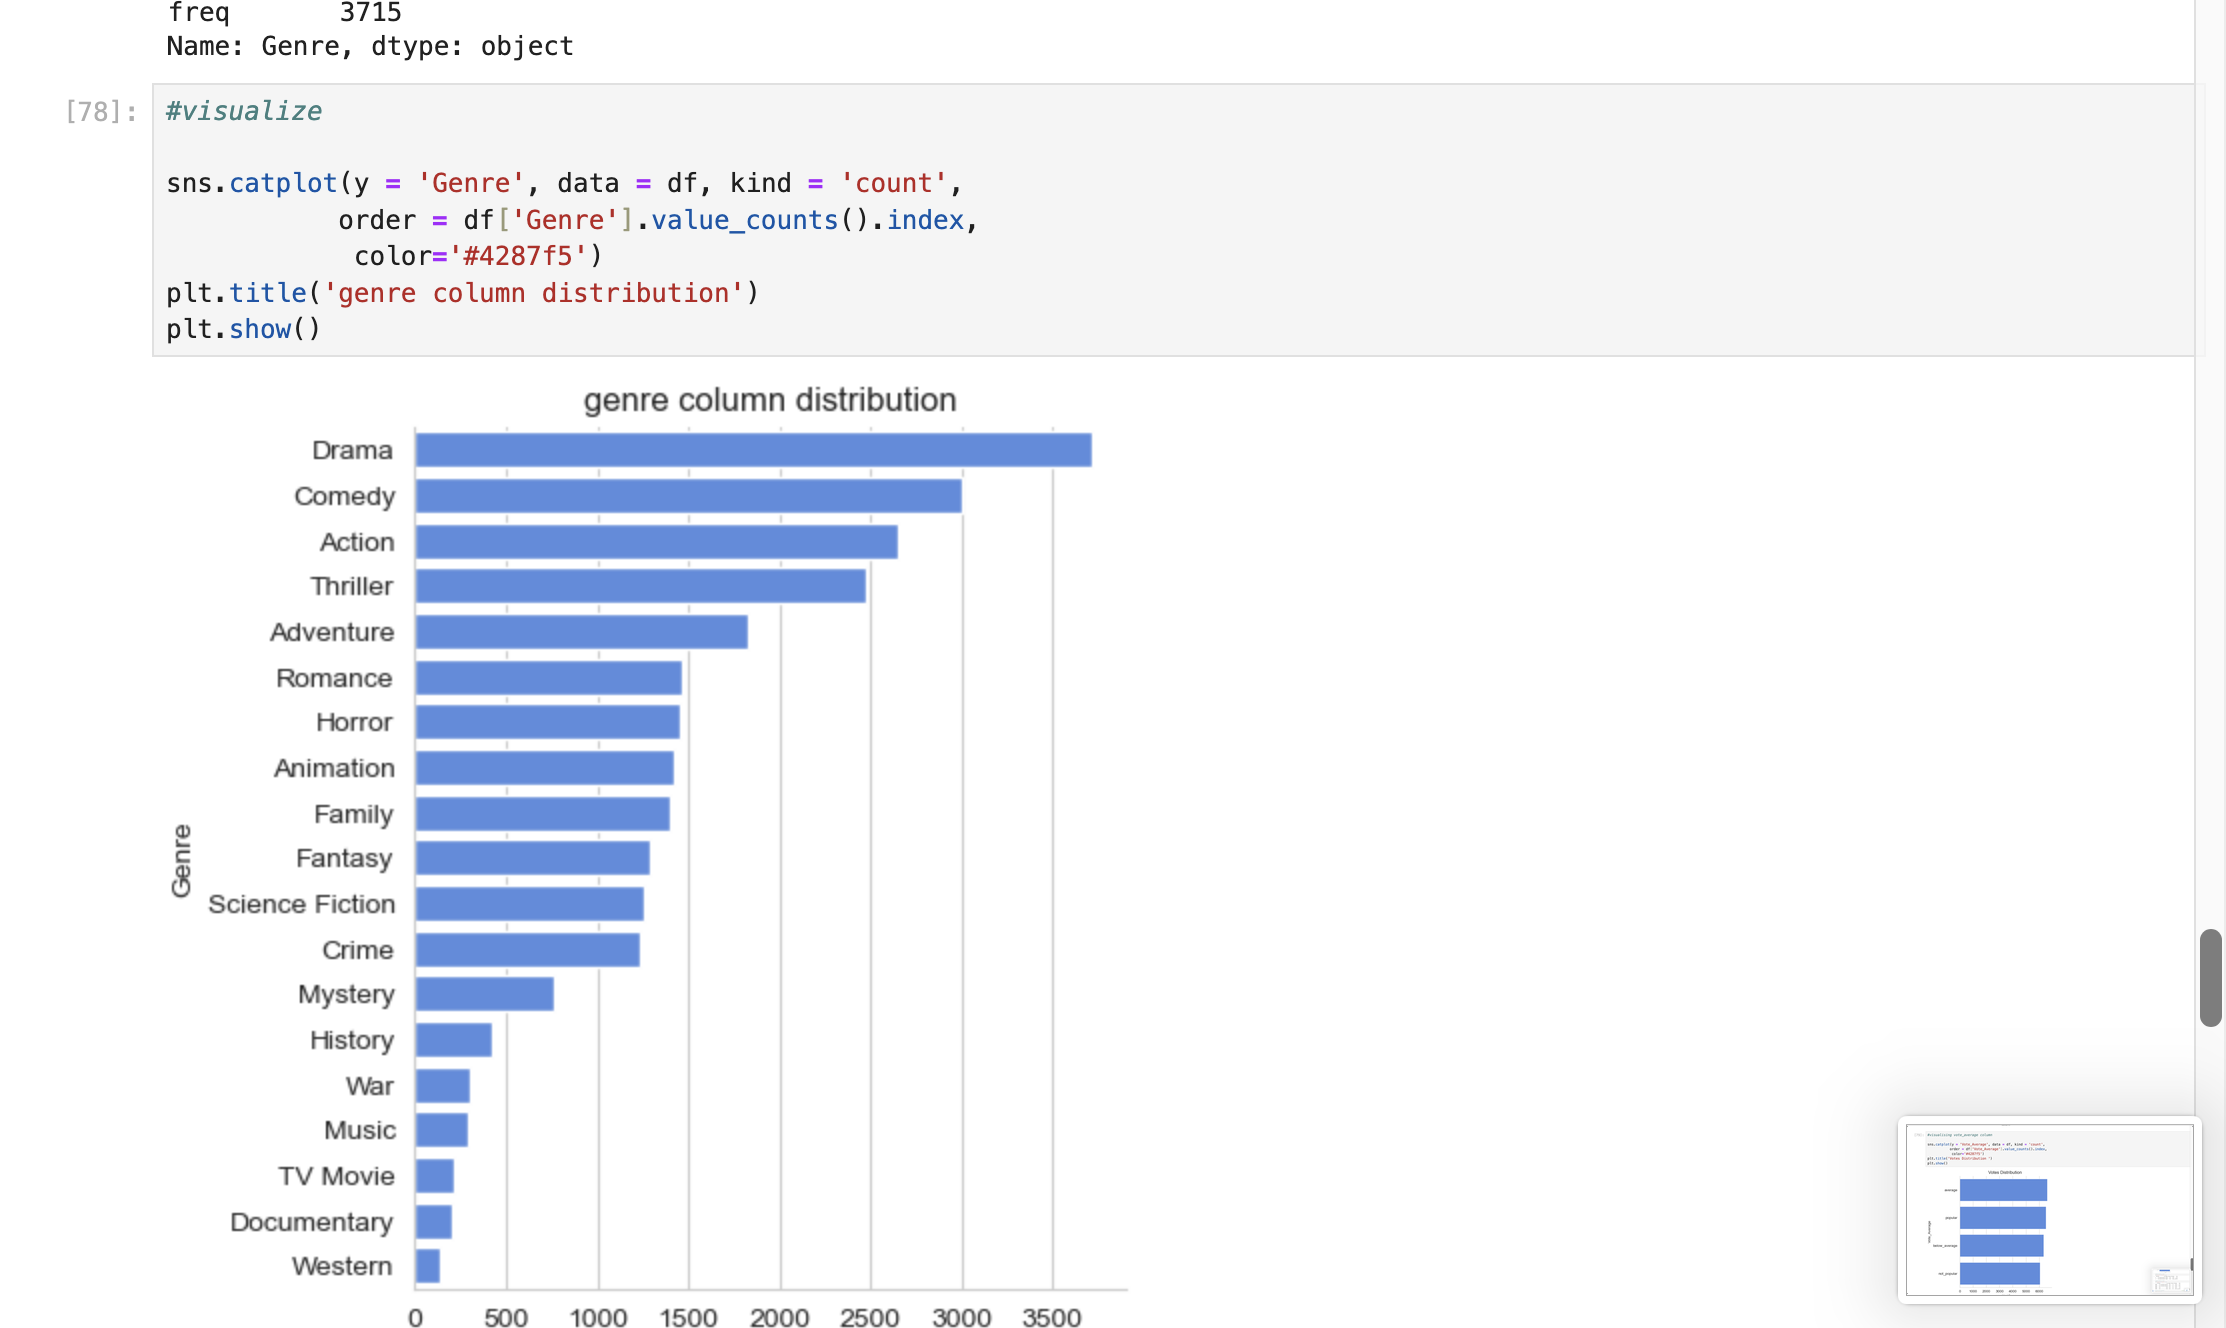 freq 3715
Name: Genre, dtype: object
[78]:
#visualize
sns.catplot(y = 'Genre', data = df, kind = 'count',
order = df['Genre'].value_counts().index,
color='#4287f5')
plt.title('genre column distribution')
plt.show()
genre column distribution
Genre
Drama
Comedy
Action
Thriller
Adventure
Romance
Horror
Animation
Family
Fantasy
Science Fiction
Crime
Mystery
History
War
Music
TV Movie
Documentary
Western
0 500 1000 1500 2000 2500 3000 3500
Votes Distribution